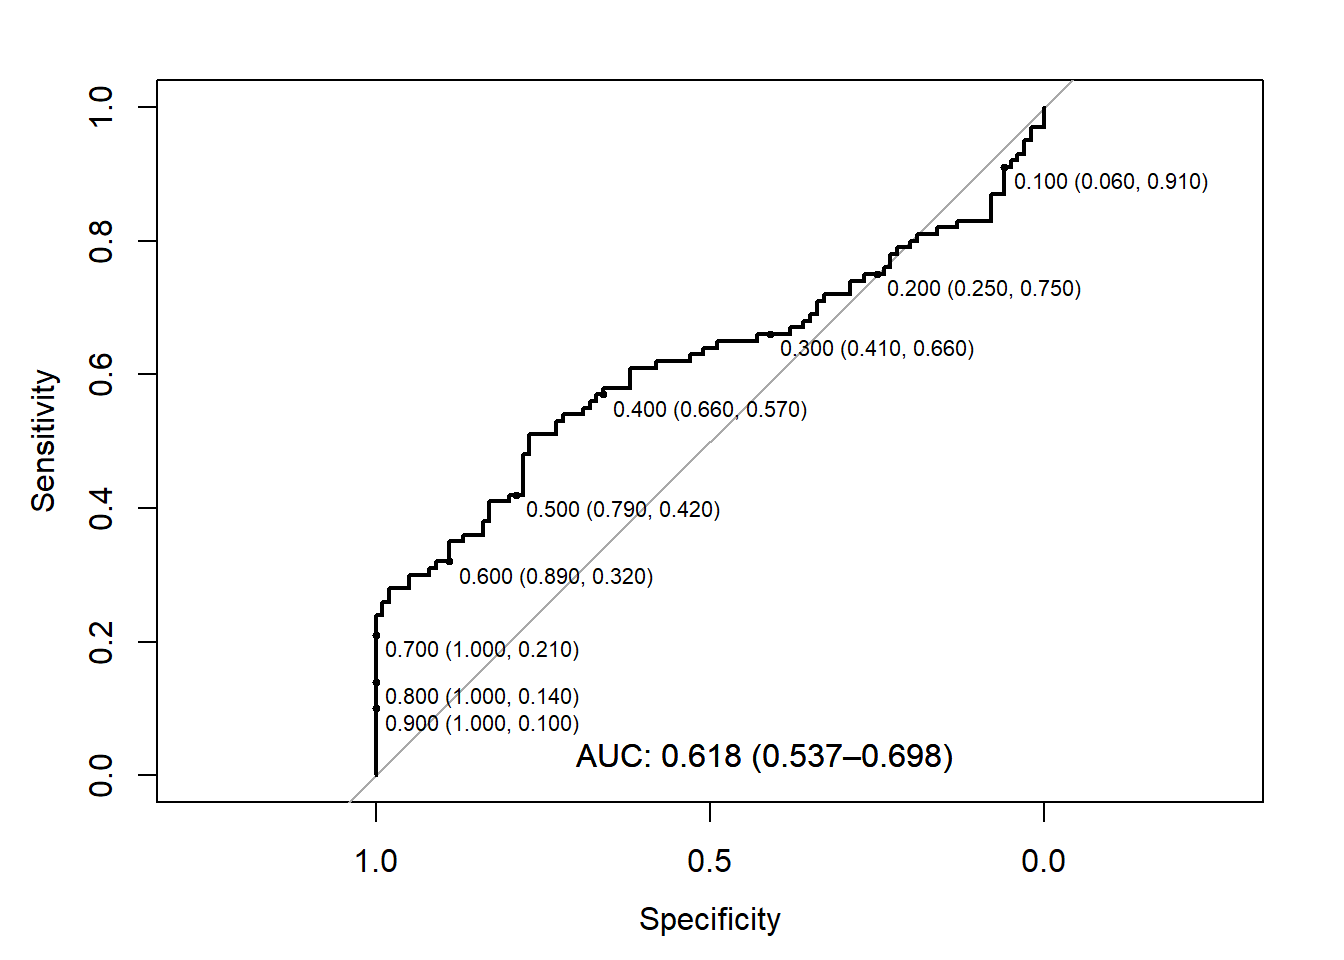 1.0
0.8
0.6
0.4
0.2
0.0
Sensitivity
0.100 (0.060, 0.910)
0.200 (0.250, 0.750)
0.300 (0.410, 0.660)
0.400 (0.660, 0.570)
0.500 (0.790, 0.420)
0.600 (0.890, 0.320)
0.700 (1.000, 0.210)
0.800 (1.000, 0.140)
0.900 (1.000, 0.100)
AUC: 0.618 (0.537–0.698)
1.0 0.5 0.0
Specificity